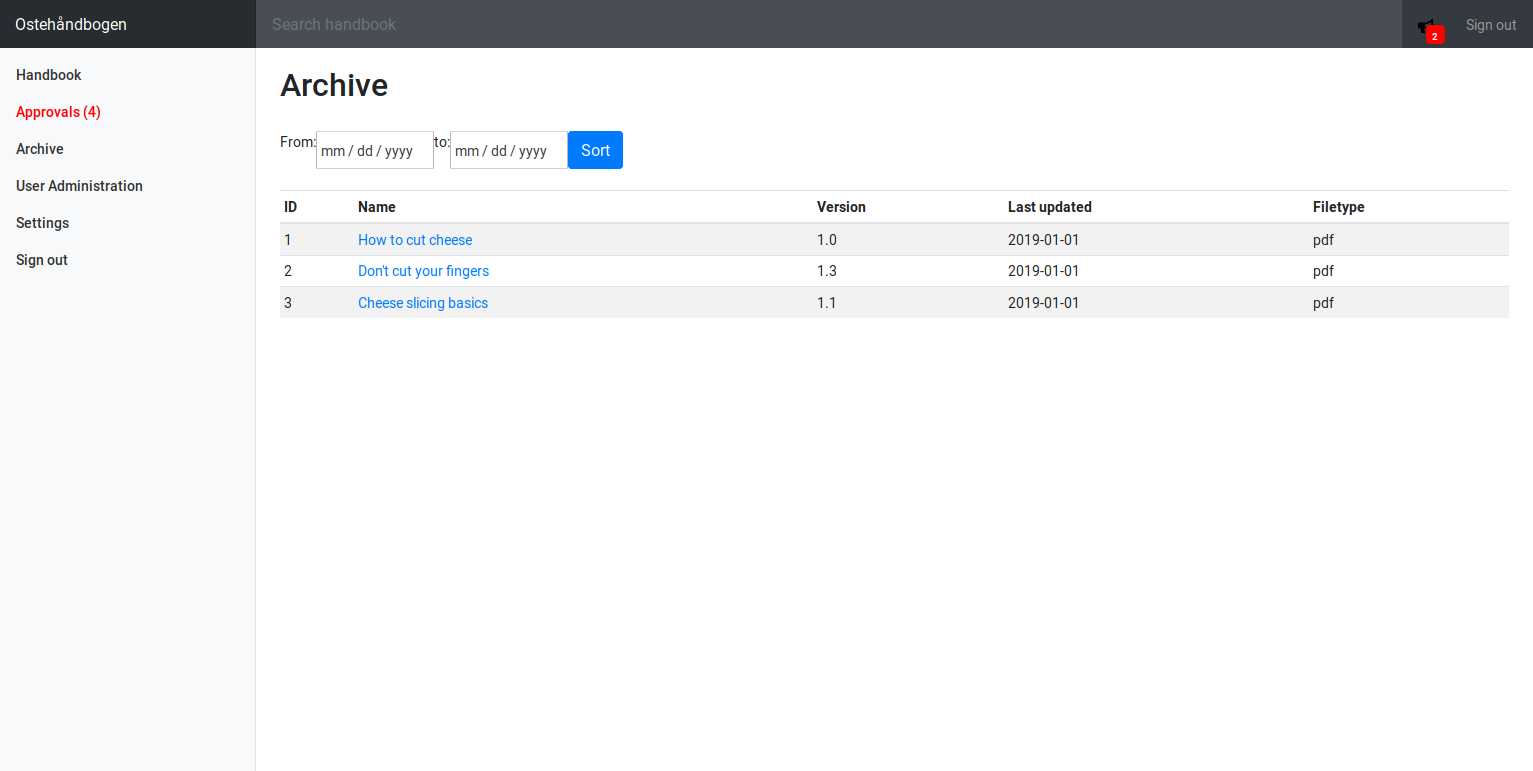 Ostehåndbogen Search handbook 2 Sign out
Handbook
Approvals (4)
Archive
User Administration
Settings
Sign out
Archive
From: mm / dd / yyyy to: mm / dd / yyyy Sort
ID Name Version Last updated Filetype
1 How to cut cheese 1.0 2019-01-01 pdf
2 Don't cut your fingers 1.3 2019-01-01 pdf
3 Cheese slicing basics 1.1 2019-01-01 pdf